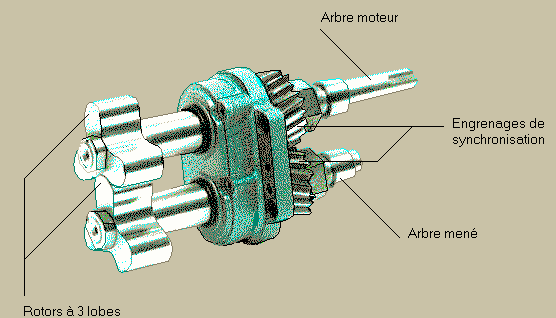 Arbre moteur
Engrenages de
synchronisation
Arbre mené
Rotors à 3 lobes